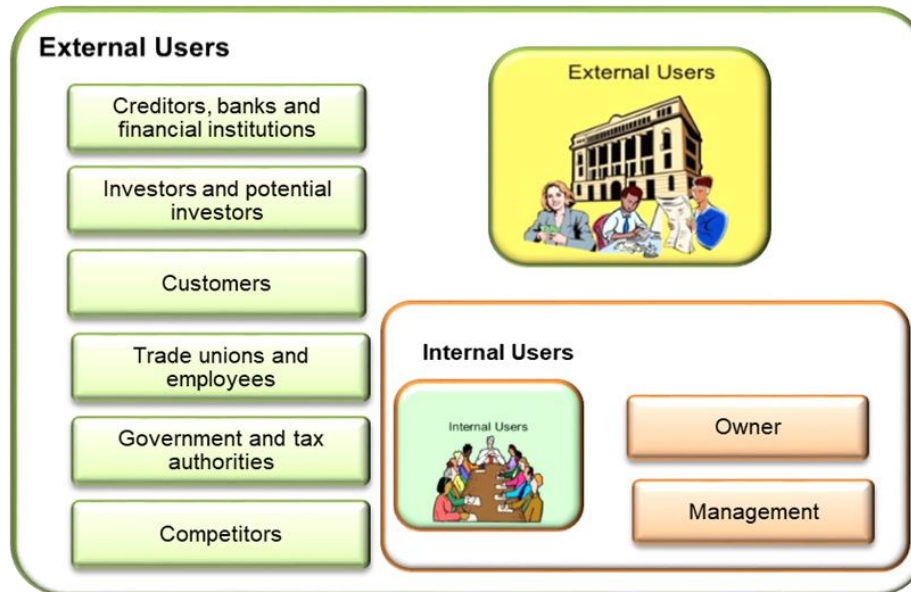 External Users
External Users
Creditors, banks and
financial institutions
Investors and potential
investors
Customers
Trade unions and
employees
Government and tax
authorities
Competitors
Internal Users
Internal Users
Owner
Management